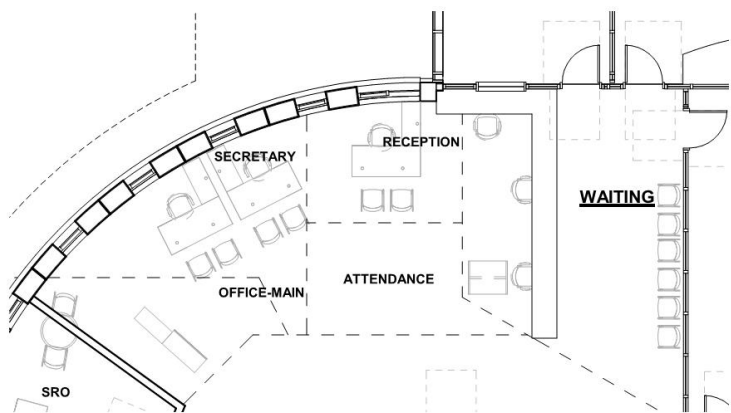 SECRETARY
RECEPTION
WAITING
OFFICE-MAIN
ATTENDANCE
SRO